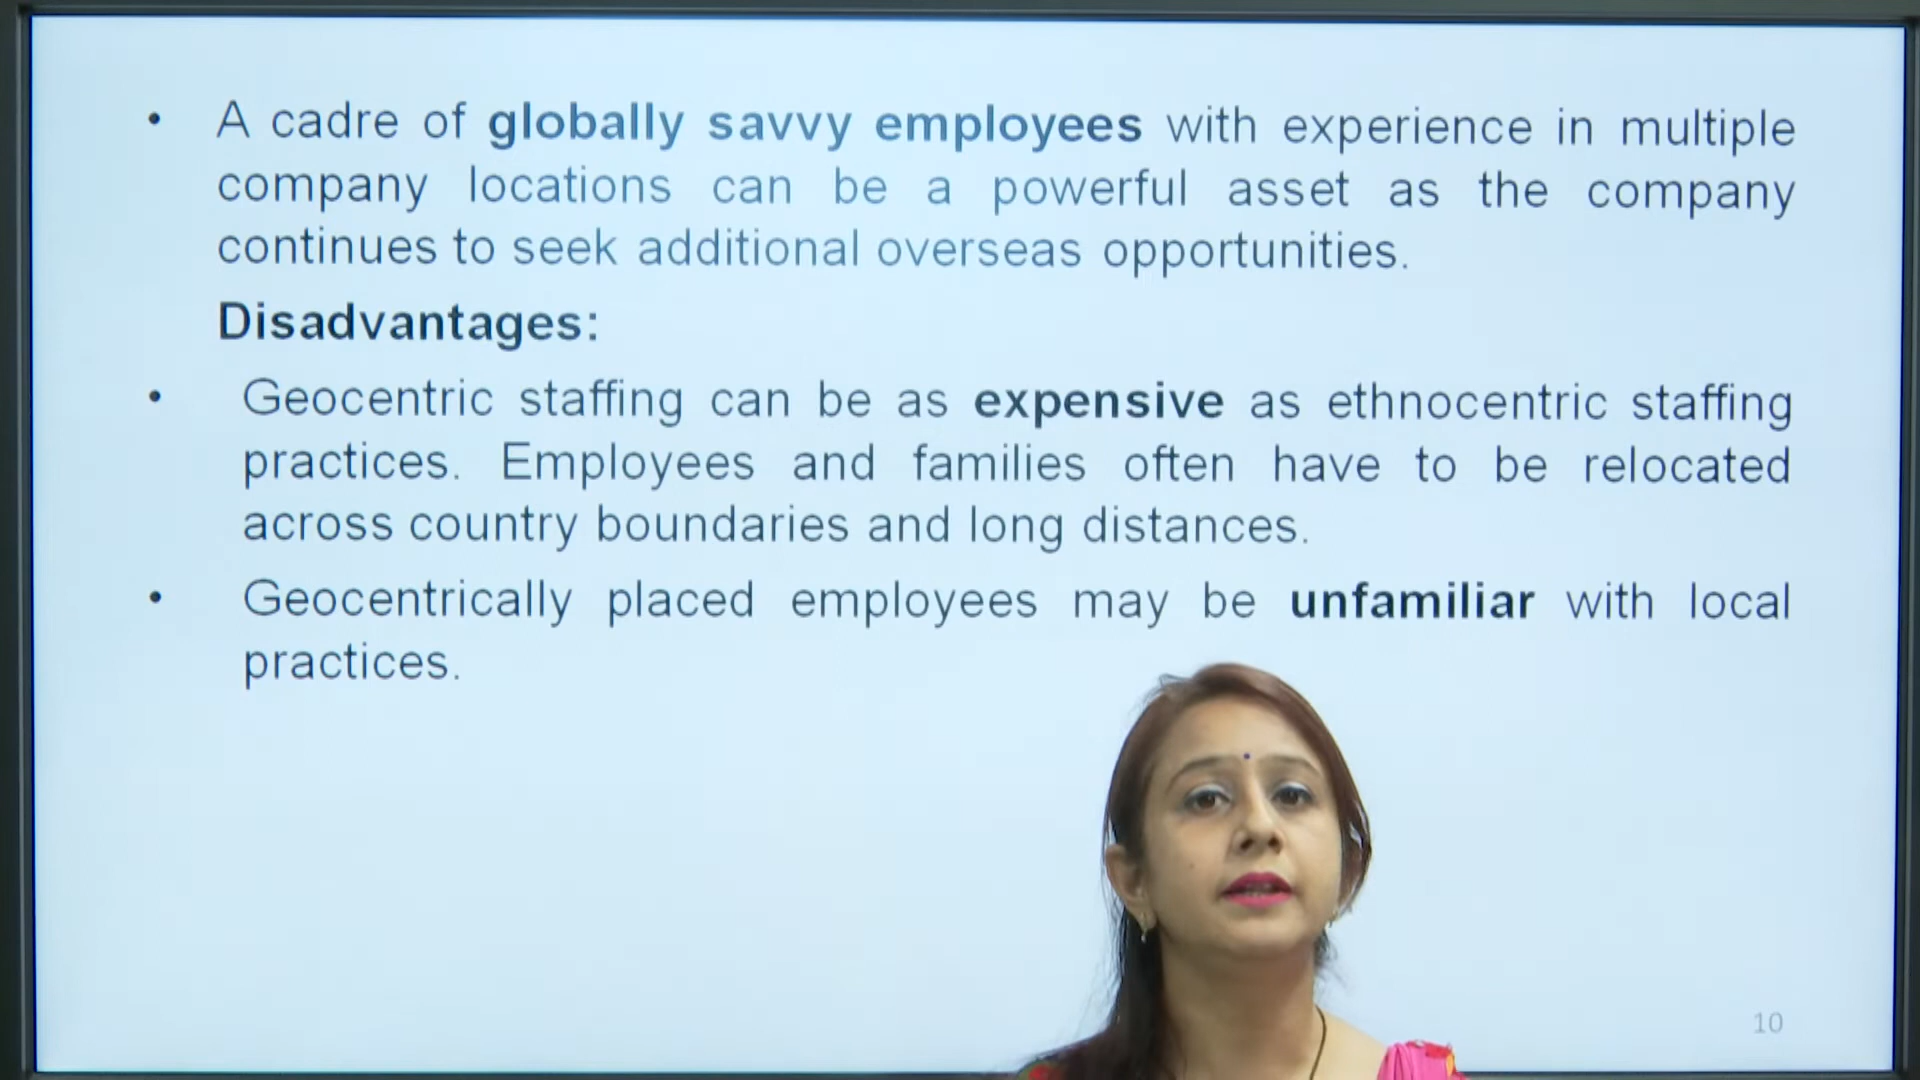 • A cadre of globally savvy employees with experience in multiple
company locations can be a powerful asset as the company
continues to seek additional overseas opportunities.
Disadvantages:
• Geocentric staffing can be as expensive as ethnocentric staffing
practices. Employees and families often have to be relocated
across country boundaries and long distances.
• Geocentrically placed employees may be unfamiliar with local
practices.
10